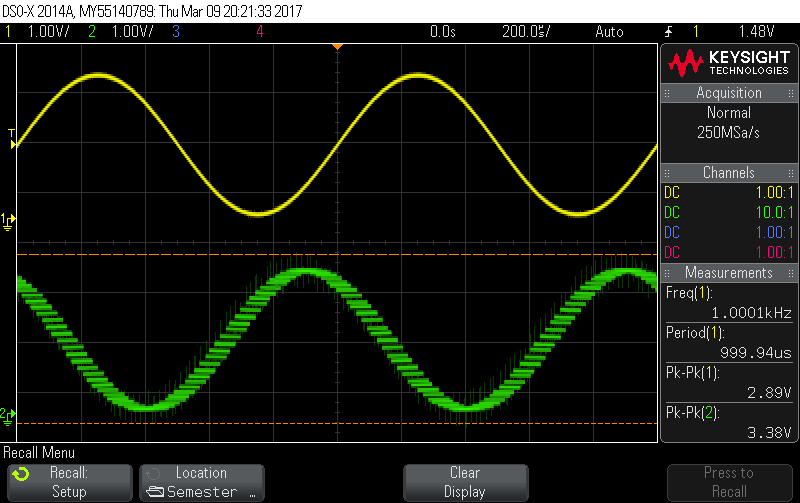 DSO-X 2014A, MY55140789: Thu Mar 09 20:21:33 2017
1 1.00V/ 2 1.00V/ 3 4 0.0s 200.0s/ Auto 1 1.48V
KEYSIGHT
TECHNOLOGIES
Acquisition
Normal
250MSa/s
Channels
DC 1.00:1
DC 10.0:1
DC 1.00:1
DC 1.00:1
Measurements
Freq(1):
1.0001kHz
Period(1):
999.94us
Pk-Pk(1):
2.89V
Pk-Pk(2):
3.38V
T
1
2
Recall Menu
Recall:
Setup
Location
Semester ...
Clear
Display
Press to
Recall